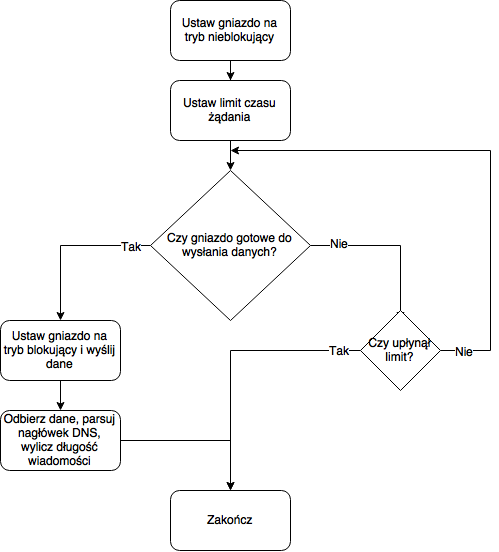 Ustaw gniazdo na
tryb nieblokujący
Ustaw limit czasu
żądania
Czy gniazdo gotowe do
wysłania danych?
Tak
Nie
Ustaw gniazdo na
tryb blokujący i wyślij
dane
Czy upłynął
limit?
Tak
Nie
Odbierz dane, parsuj
nagłówek DNS,
wylicz długość
wiadomości
Zakończ